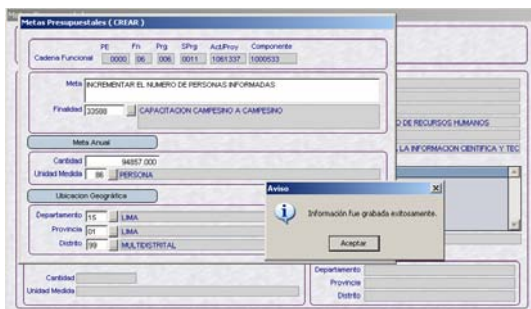 Metas Presupuestales ( CREAR )
PE Fn Prg SPrg Act/Proy Componente
Cadena Funcional 0000 06 006 0011 1061337 1000533
Meta INCREMENTAR EL NUMERO DE PERSONAS INFORMADAS
Finalidad 33588 CAPACITACION CAMPESINO A CAMPESINO
O DE RECURSOS HUMANOS
Meta Anual
LA INFORMACION CIENTIFICA Y TEC
Cantidad 94857.000
Unidad Medida 86 PERSONA
Aviso
Ubicacion Geográfica
Información fue grabada exitosamente.
Departamento 15 LIMA
Provincia 01 LIMA
Aceptar
Distrito 99 MULTIDISTRITAL
Cantidad
Unidad Medida
Departamento
Provincia
Distrito